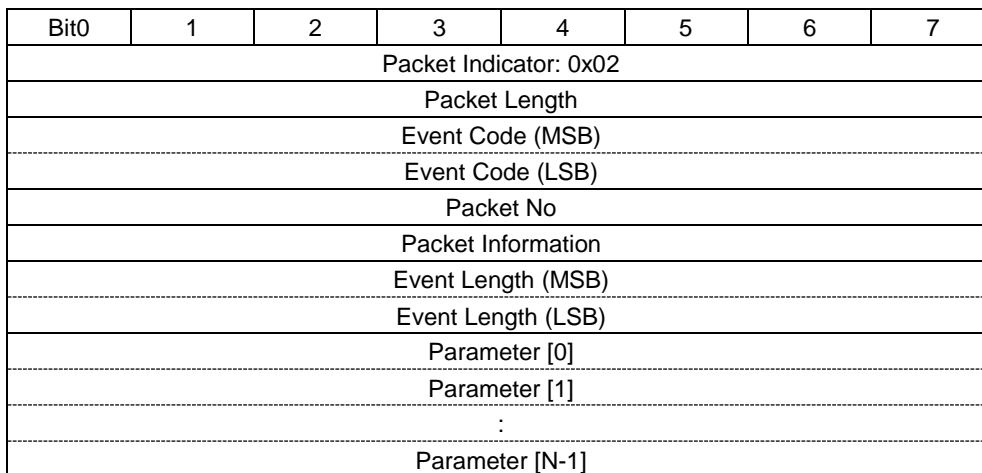 Bit0 1 2 3 4 5 6 7
Packet Indicator: 0x02
Packet Length
Event Code (MSB)
Event Code (LSB)
Packet No
Packet Information
Event Length (MSB)
Event Length (LSB)
Parameter [0]
Parameter [1]
:
Parameter [N-1]